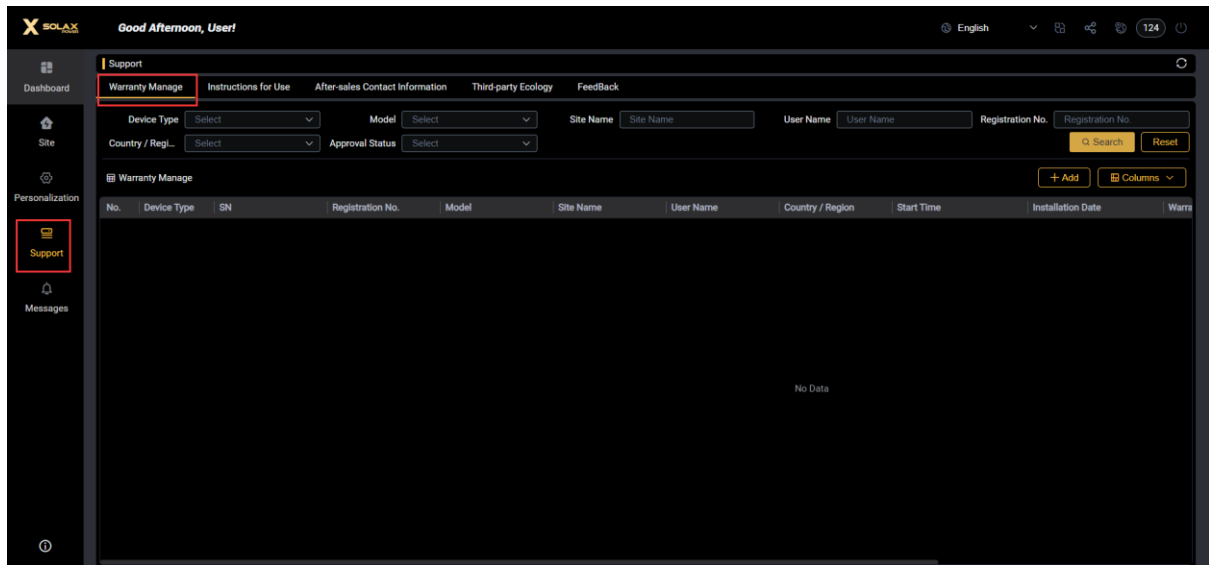 SOLAX POWER Good Afternoon, User! English 124
Dashboard
Site
Personalization
Support
Messages
Support
Warranty Manage Instructions for Use After-sales Contact Information Third-party Ecology FeedBack
Device Type Select Model Select Site Name Site Name User Name User Name Registration No. Registration No.
Country / Regi... Select Approval Status Select Search Reset
Warranty Manage + Add Columns
No. Device Type SN Registration No. Model Site Name User Name Country / Region Start Time Installation Date Warra
No Data